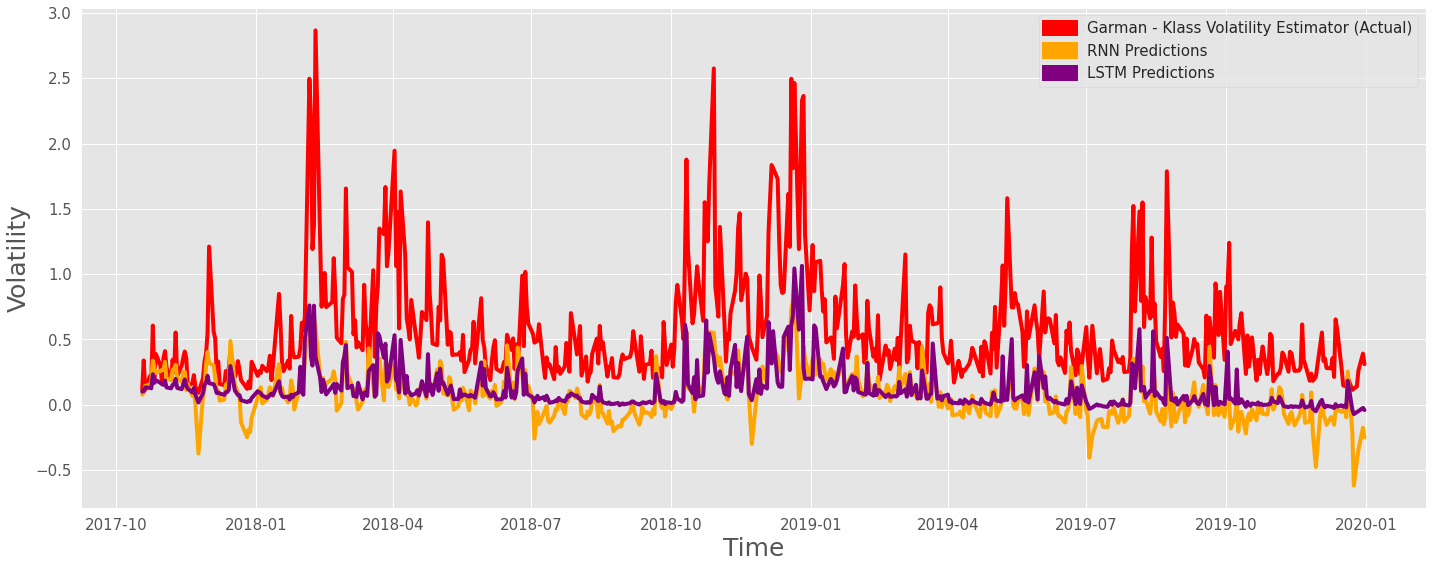 3.0
2.5
2.0
1.5
1.0
0.5
0.0
−0.5
Volatility
Garman - Klass Volatility Estimator (Actual)
RNN Predictions
LSTM Predictions
2017-10 2018-01 2018-04 2018-07 2018-10 2019-01 2019-04 2019-07 2019-10 2020-01
Time